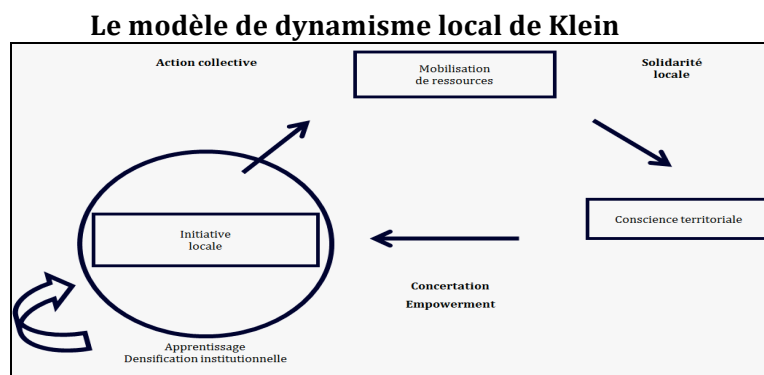 Le modèle de dynamisme local de Klein
Action collective
Mobilisation
de ressources
Solidarité
locale
Conscience territoriale
Initiative
locale
Concertation
Empowerment
Apprentissage
Densification institutionnelle